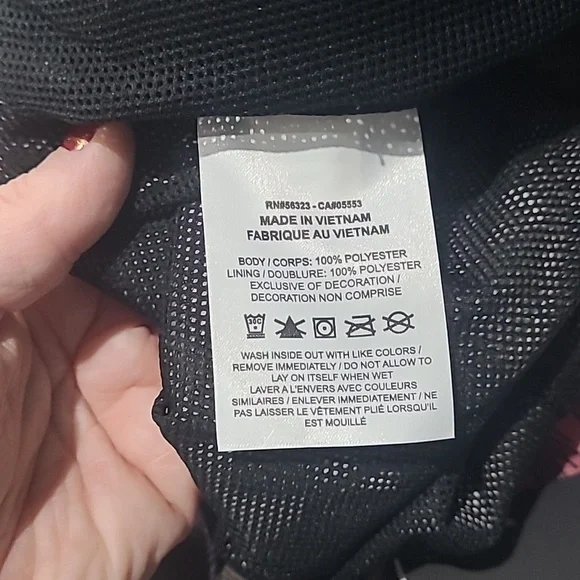 RN#56323 - CA#05553
MADE IN VIETNAM
FABRIQUE AU VIETNAM
BODY / CORPS: 100% POLYESTER
LINING / DOUBLURE: 100% POLYESTER
EXCLUSIVE OF DECORATION /
DECORATION NON COMPRISE
30C
WASH INSIDE OUT WITH LIKE COLORS /
REMOVE IMMEDIATELY / DO NOT ALLOW TO
LAY ON ITSELF WHEN WET
LAVER A L'ENVERS AVEC COULEURS
SIMILAIRES / ENLEVER IMMEDIATEMENT / NE
PAS LAISSER LE VÊTEMENT PLIÉ LORSQU'IL
EST MOUILLÉ